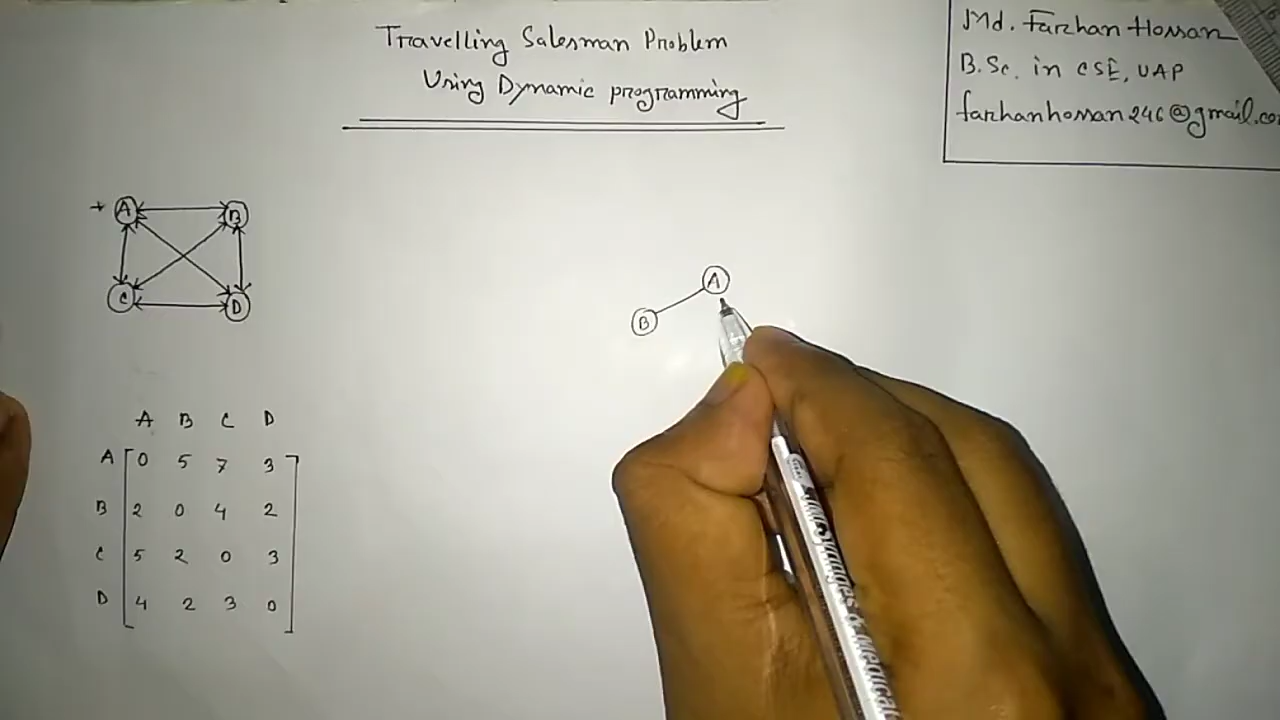 Travelling Salesman Problem
Using Dynamic programming
Md. Farhan Hossan
B.Sc. in CSE, UAP
farhanhossan246@gmail.co
A B
C D
A
B
A B C D
A 0 5 7 3
B 2 0 4 2
C 5 2 0 3
D 4 2 3 0